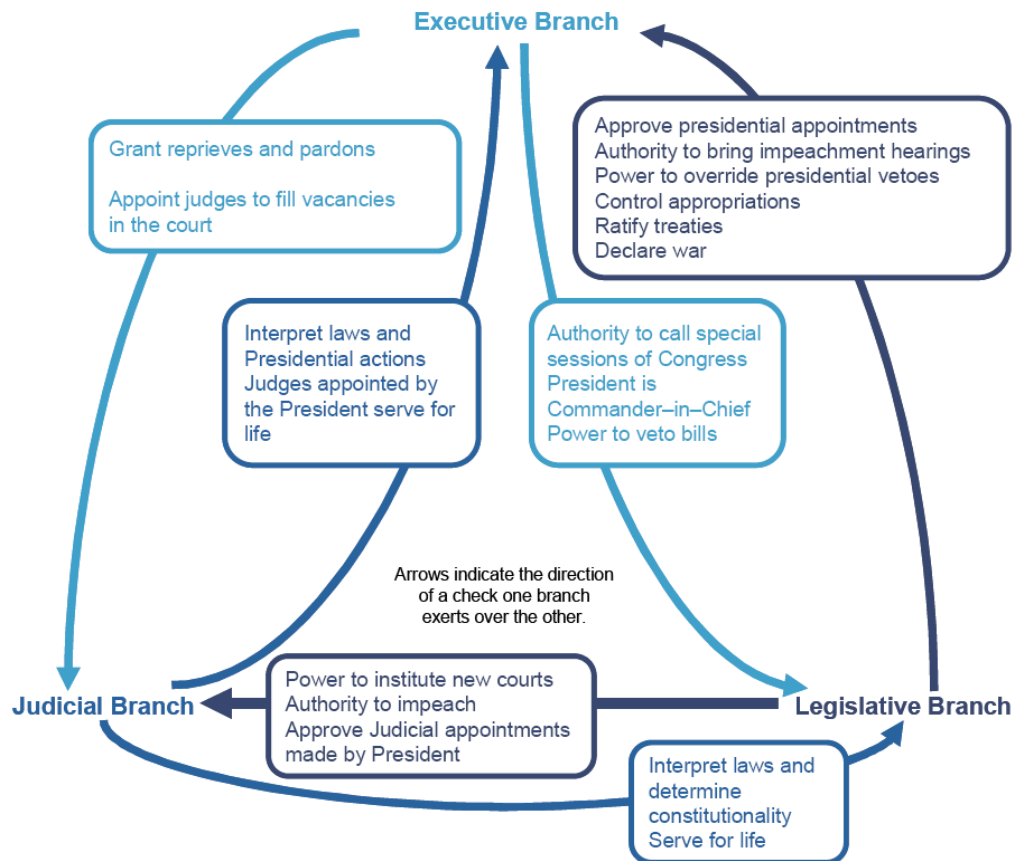 Executive Branch
Grant reprieves and pardons
Appoint judges to fill vacancies
in the court
Approve presidential appointments
Authority to bring impeachment hearings
Power to override presidential vetoes
Control appropriations
Ratify treaties
Declare war
Interpret laws and
Presidential actions
Judges appointed by
the President serve for
life
Authority to call special
sessions of Congress
President is
Commander–in–Chief
Power to veto bills
Arrows indicate the direction
of a check one branch
exerts over the other.
Judicial Branch
Power to institute new courts
Authority to impeach
Approve Judicial appointments
made by President
Legislative Branch
Interpret laws and
determine
constitutionality
Serve for life